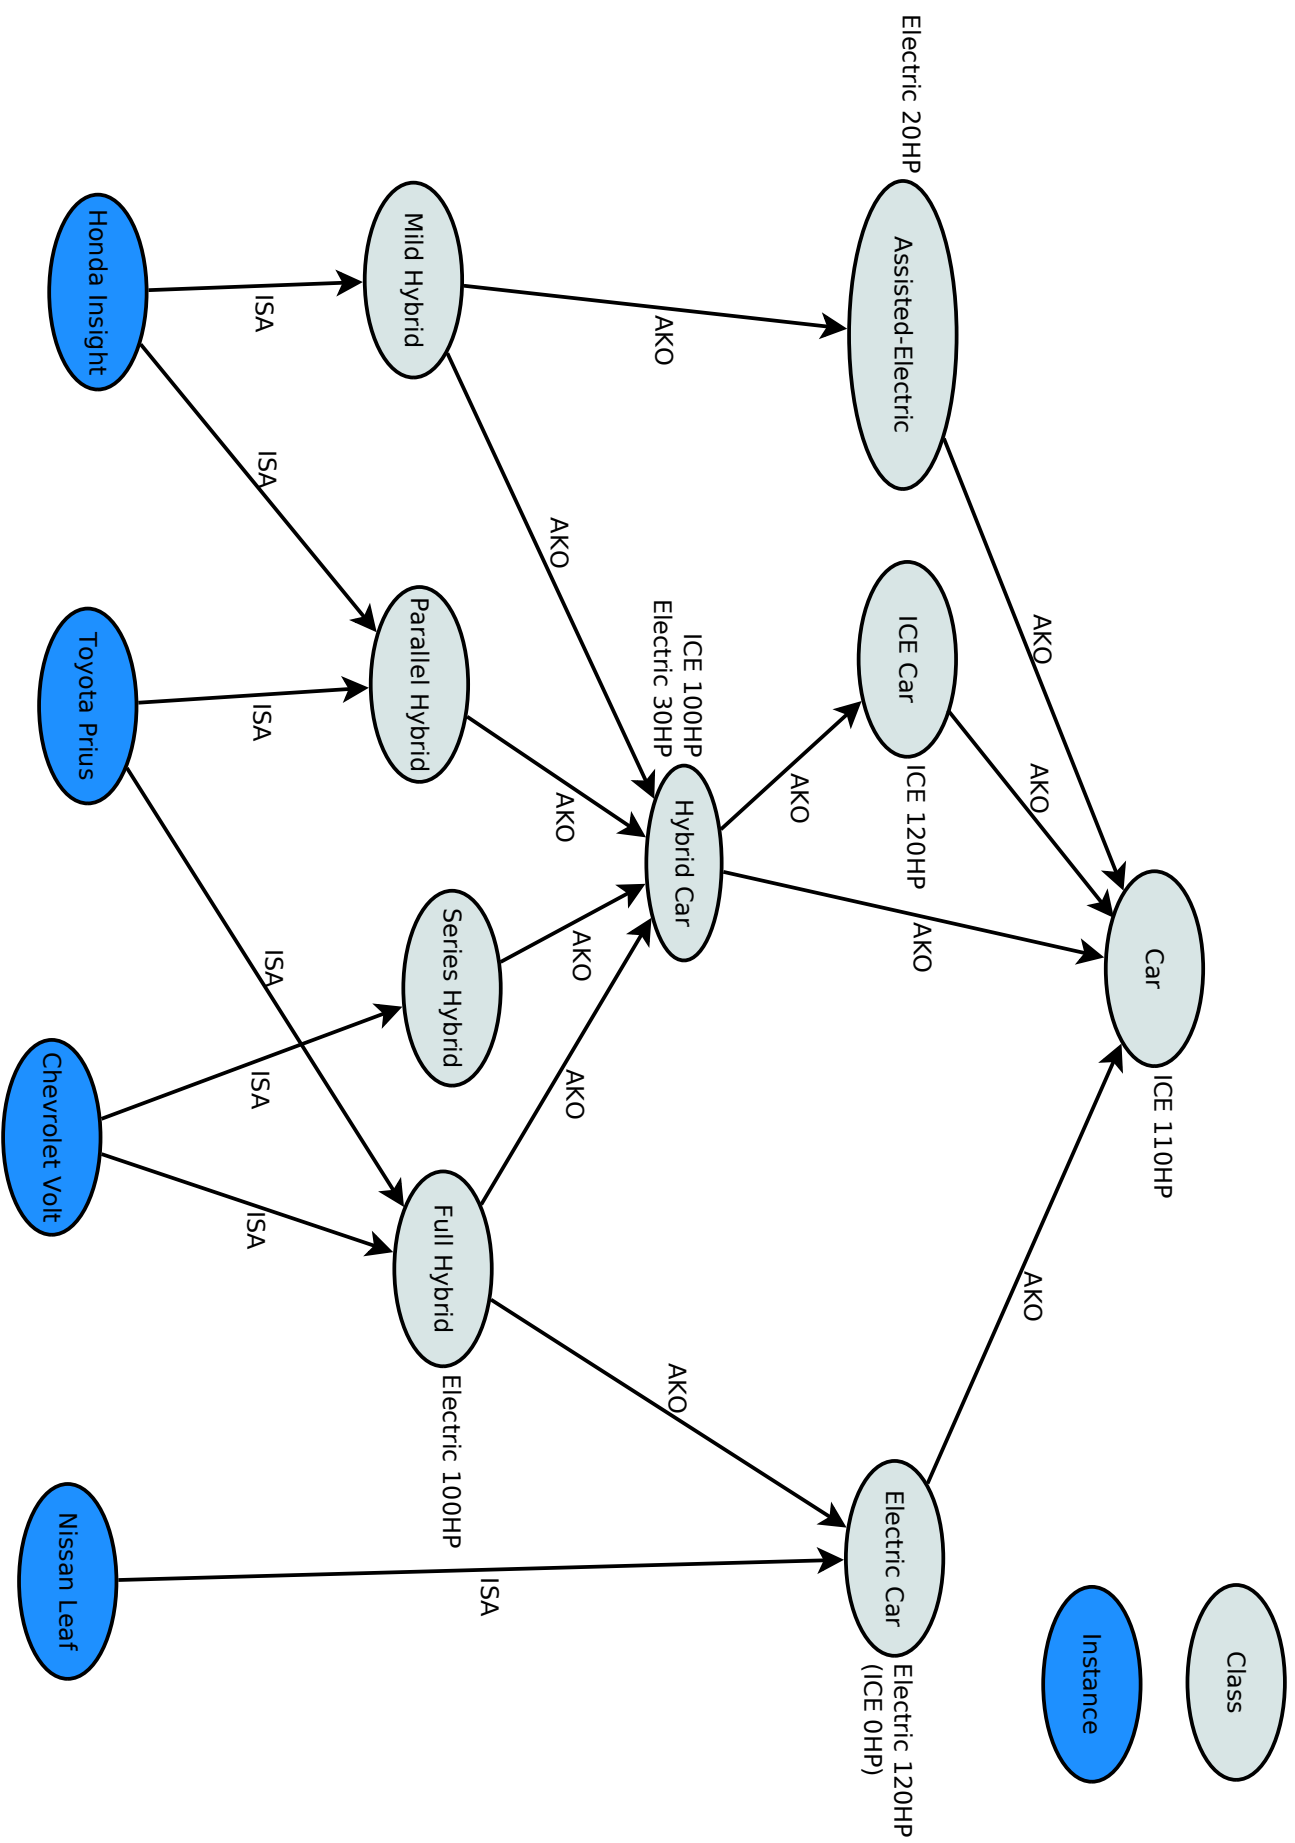 Class
Instance
Car
ICE 110HP
AKO
AKO
AKO
AKO
Electric 20HP
Assisted-Electric
ICE Car
ICE 120HP
Electric Car
Electric 120HP
(ICE 0HP)
AKO
AKO
AKO
ICE 100HP
Electric 30HP
Hybrid Car
AKO
AKO
AKO
AKO
Mild Hybrid
Parallel Hybrid
Series Hybrid
Full Hybrid
Electric 100HP
ISA
ISA
ISA
ISA
ISA
ISA
ISA
Honda Insight
Toyota Prius
Chevrolet Volt
Nissan Leaf